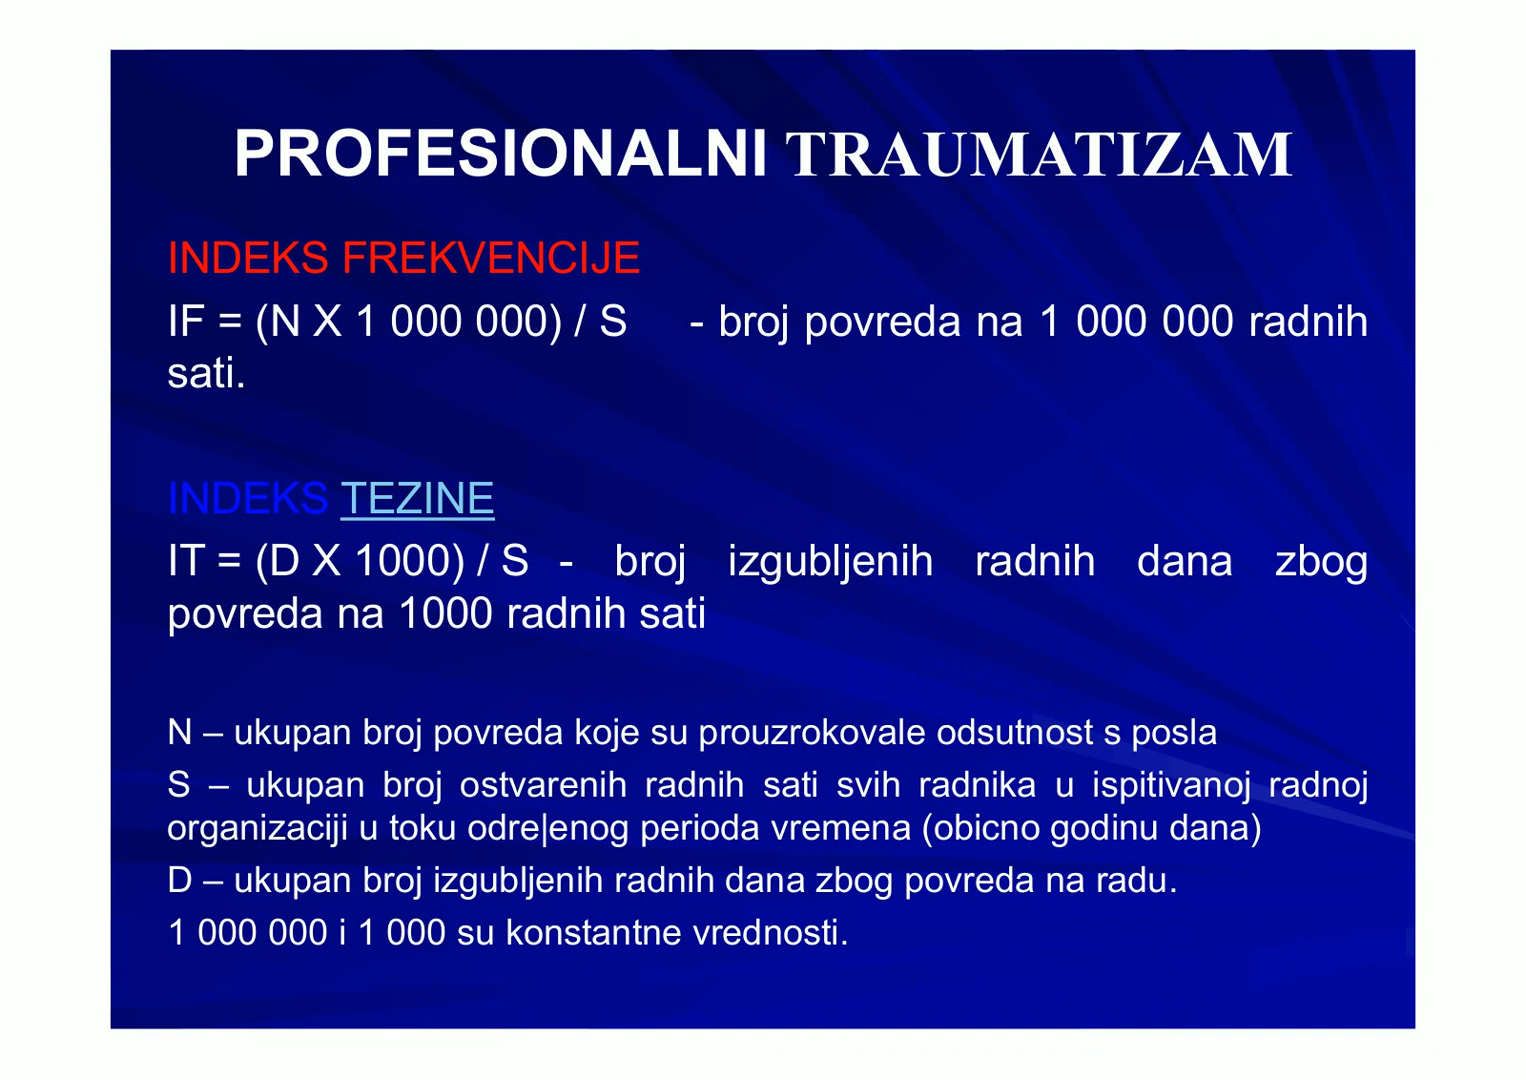 PROFESIONALNI TRAUMATIZAM
INDEKS FREKVENCIJE
IF = (N X 1 000 000) / S - broj povreda na 1 000 000 radnih
sati.
INDEKS TEZINE
IT = (D X 1000) / S - broj izgubljenih radnih dana zbog
povreda na 1000 radnih sati
N – ukupan broj povreda koje su prouzrokovale odsutnost s posla
S – ukupan broj ostvarenih radnih sati svih radnika u ispitivanoj radnoj
organizaciji u toku odre|enog perioda vremena (obicno godinu dana)
D – ukupan broj izgubljenih radnih dana zbog povreda na radu.
1 000 000 i 1 000 su konstantne vrednosti.